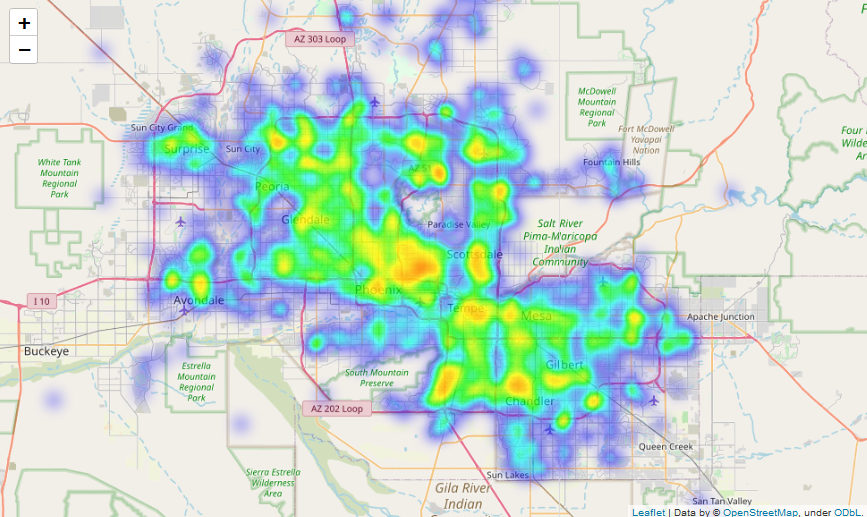 +
−
AZ 303 Loop
McDowell
Mountain
Regional
Park
Sun City Grand
Fort McDowell
Yavapai
Nation
Four
Wilde
Surprise
Sun City
White Tank
Mountain
Regional
Park
Fountain Hills
Peoria
Glendale
Paradise Valley
Salt River
Pima-Maricopa
Indian
Community
Scottsdale
Phoenix
I 10
Avondale
Tempe
Mesa
Apache Junction
Buckeye
Estrella
Mountain
Regional
Park
South Mountain
Preserve
Gilbert
AZ 202 Loop
Chandler
Queen Creek
Sierra Estrella
Wilderness
Area
Sun Lakes
Gila River
Indian
San Tan Valley
Leaflet | Data by © OpenStreetMap, under ODbL.